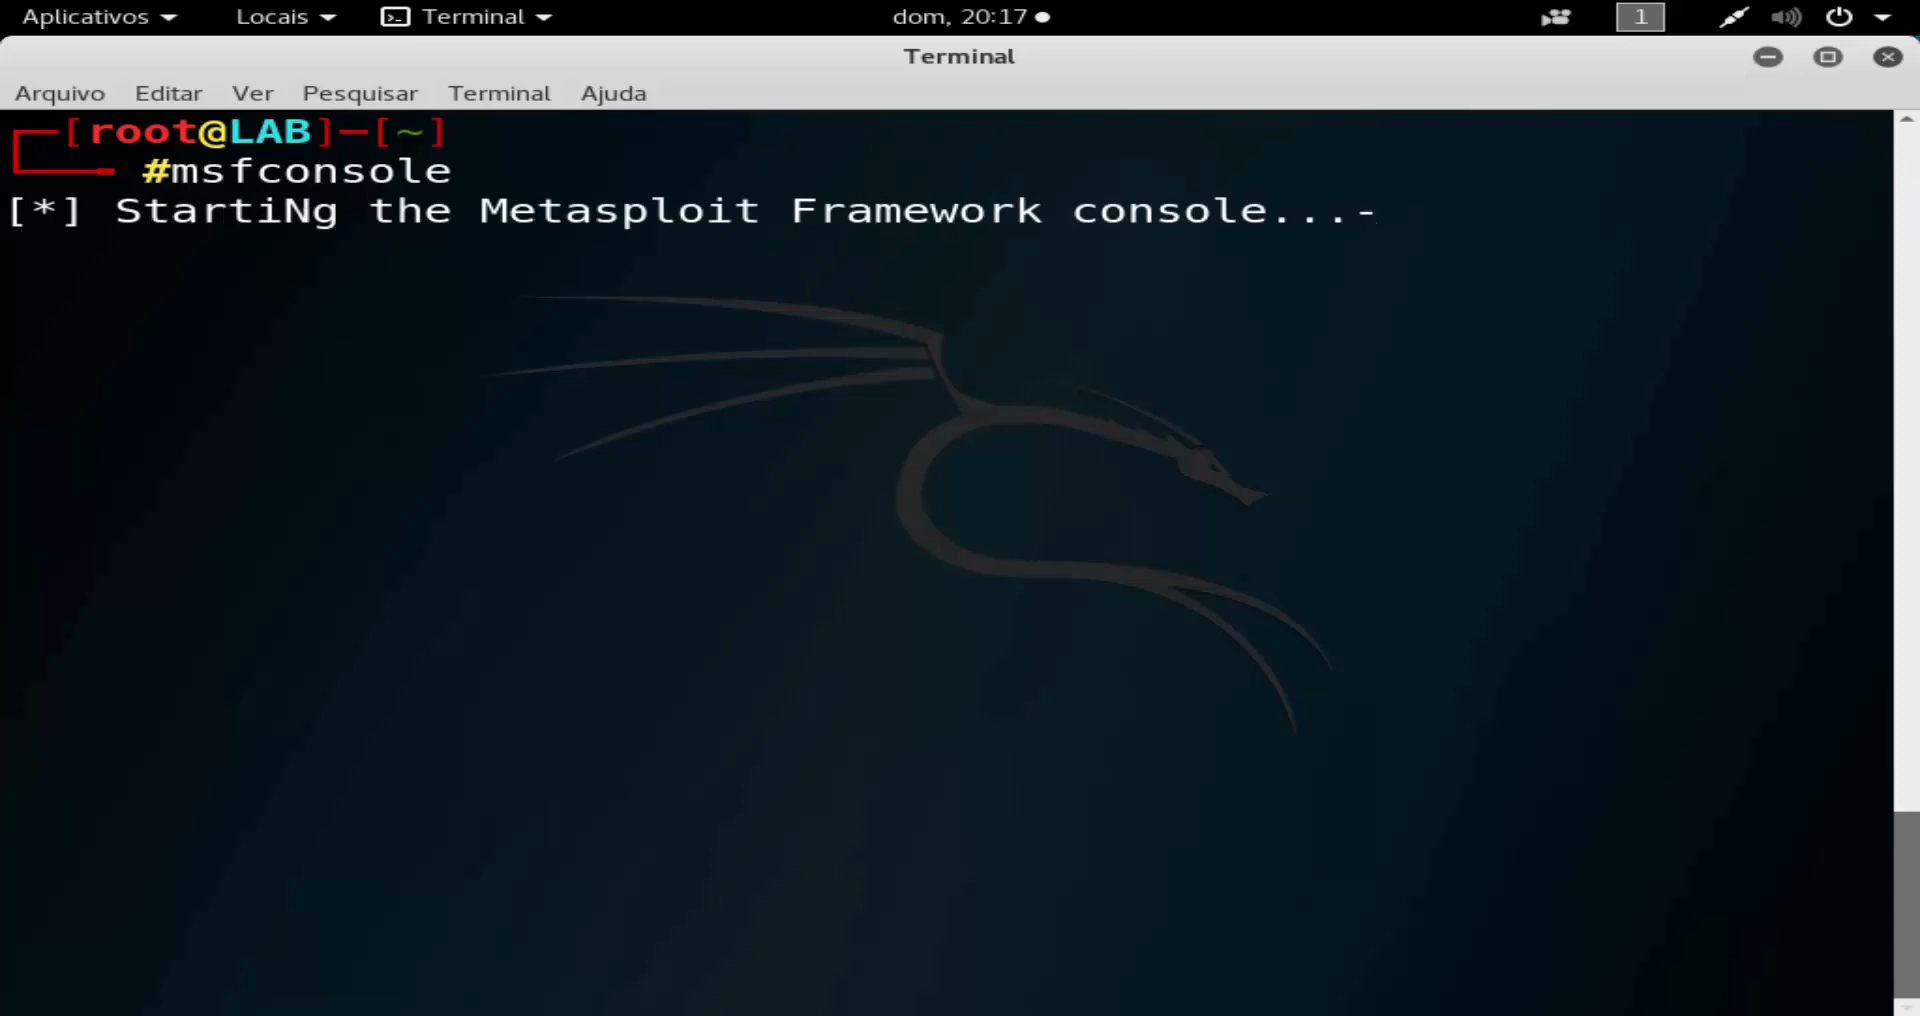 Aplicativos Locais Terminal dom, 20:17 1
Terminal
Arquivo Editar Ver Pesquisar Terminal Ajuda
[root@LAB]─[~]
#msfconsole
[*] StartiNg the Metasploit Framework console...-